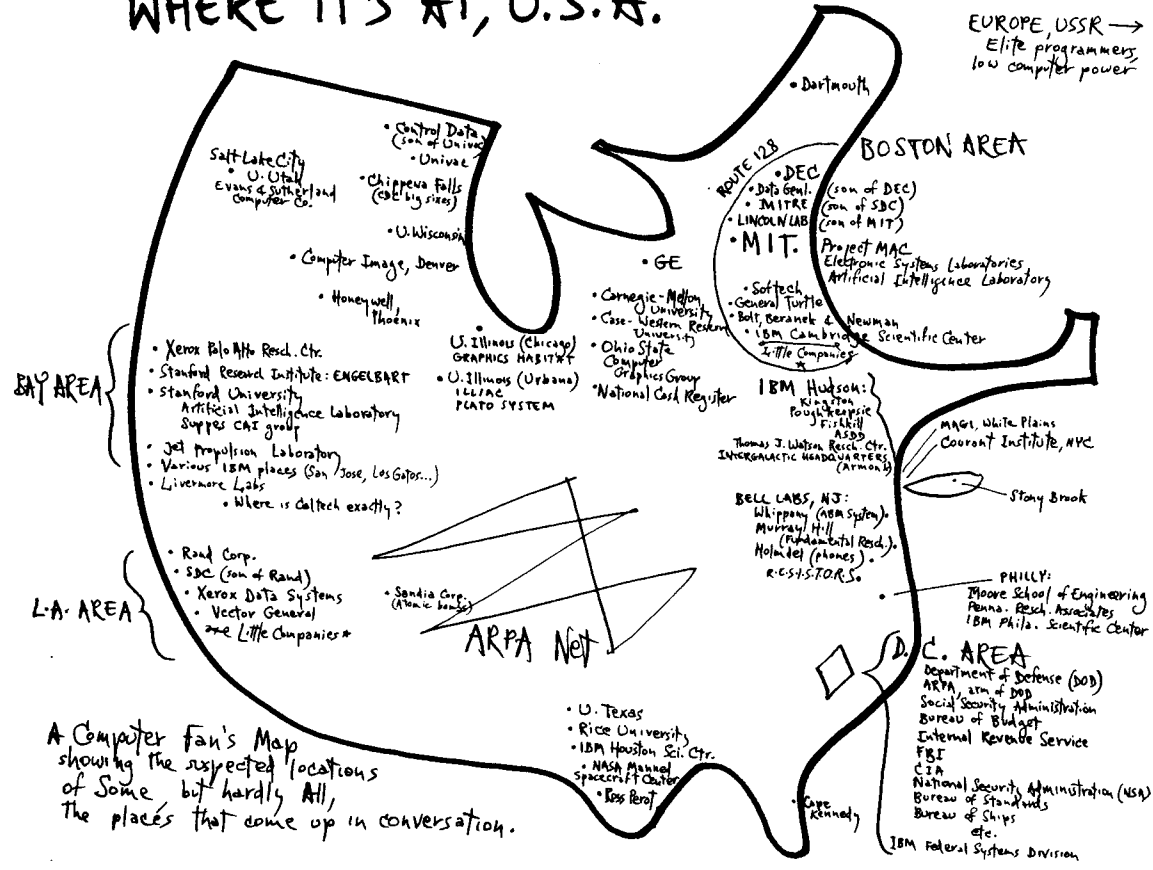 WHERE IT'S AT, U.S.A.
EUROPE, USSR →
Elite programmers,
low computer power
• Dartmouth
BOSTON AREA
ROUTE 128
• DEC
• Data Genl. (son of DEC)
• MITRE (son of SDC)
• LINCOLN LAB (son of MIT)
• MIT. Project MAC
Electronic Systems Laboratories
Artificial Intelligence Laboratory
• Softech
• General Turtle
• Bolt, Beranek & Newman
• IBM Cambridge Scientific Center
Little Companies
*
• Control Data
(son of Univac)
• Univac
• Chippewa Falls
(CDC big sixes)
• U. Wisconsin
Salt Lake City
• U. Utah
Evans & Sutherland
Computer Co.
• Computer Image, Denver
• Honeywell,
Phoenix
• GE
• Carnegie-Mellon
University
• Case-Western Reserve
University
• Ohio State
Computer
Graphics Group
• National Cash Register
•
U. Illinois (Chicago)
GRAPHICS HABITAT
• U. Illinois (Urbana)
ILLIAC
PLATO SYSTEM
BAY AREA
• Xerox Palo Alto Resch. Ctr.
• Stanford Research Institute: ENGELBART
• Stanford University
Artificial Intelligence Laboratory
Suppes CAI group
• Jet Propulsion Laboratory
• Various IBM places (San Jose, Los Gatos...)
• Livermore Labs
• Where is Caltech exactly?
L.A. AREA
• Rand Corp.
• SDC (son of Rand)
• Xerox Data Systems
• Vector General
Little Companies *
• Sandia Corp.
(Atomic bombs)
ARPA Net
IBM Hudson:
Kingston
Poughkeepsie
Fishkill
ASDD
Thomas J. Watson Resch. Ctr.
INTERGALACTIC HEADQUARTERS
(Armonk)
MAGI, White Plains
Courant Institute, NYC
Stony Brook
BELL LABS, NJ:
Whippany (ABM System) •
Murray Hill
(Fundamental Resch.) •
Holmdel (phones) •
R.E.S.I.S.T.O.R.S. •
PHILLY:
Moore School of Engineering
Penna. Resch. Associates
IBM Phila. Scientific Center
D.C. AREA
Department of Defense (DOD)
ARPA, arm of DOD
Social Security Administration
Bureau of Budget
Internal Revenue Service
FBI
CIA
National Security Administration (NSA)
Bureau of Standards
Bureau of Ships
etc.
IBM Federal Systems Division
• U. Texas
• Rice University
• IBM Houston Sci. Ctr.
• NASA Manned
Spacecraft Center
• Ross Perot
• Cape
Kennedy
A Computer Fan's Map
showing the suspected locations
of Some, but hardly All,
the places that come up in conversation.